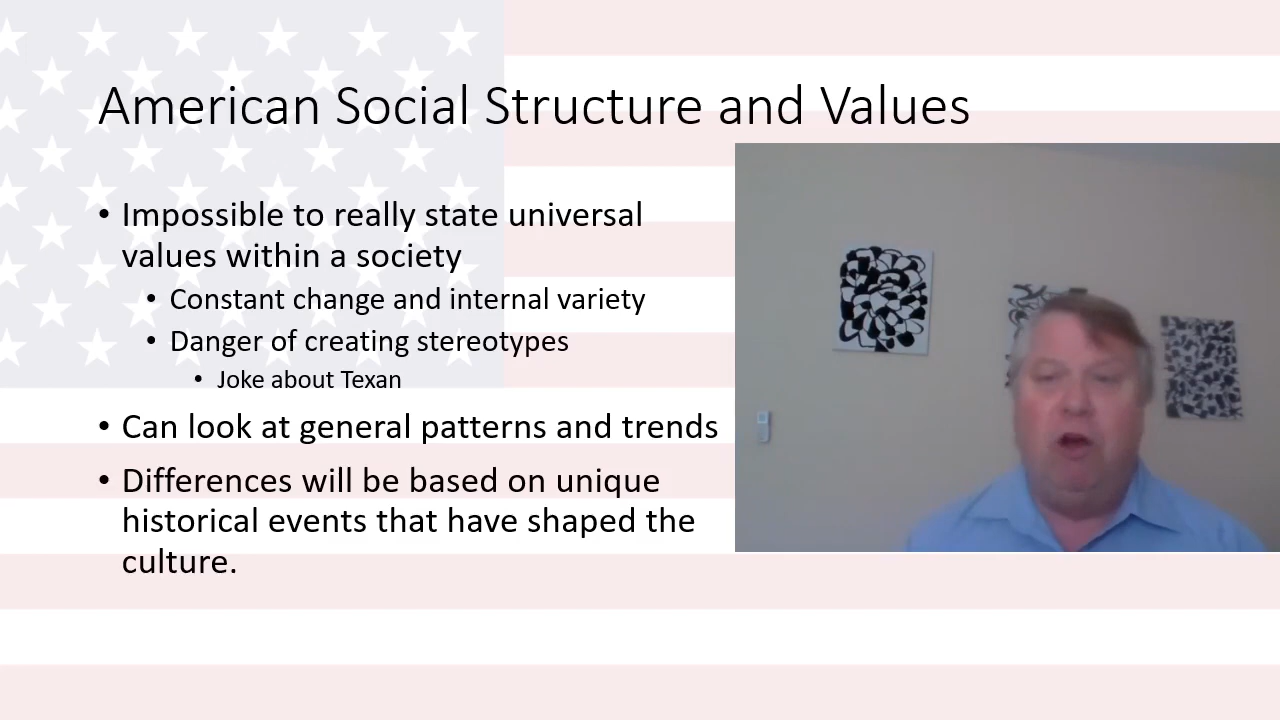 American Social Structure and Values
• Impossible to really state universal
values within a society
• Constant change and internal variety
• Danger of creating stereotypes
• Joke about Texan
• Can look at general patterns and trends
• Differences will be based on unique
historical events that have shaped the
culture.